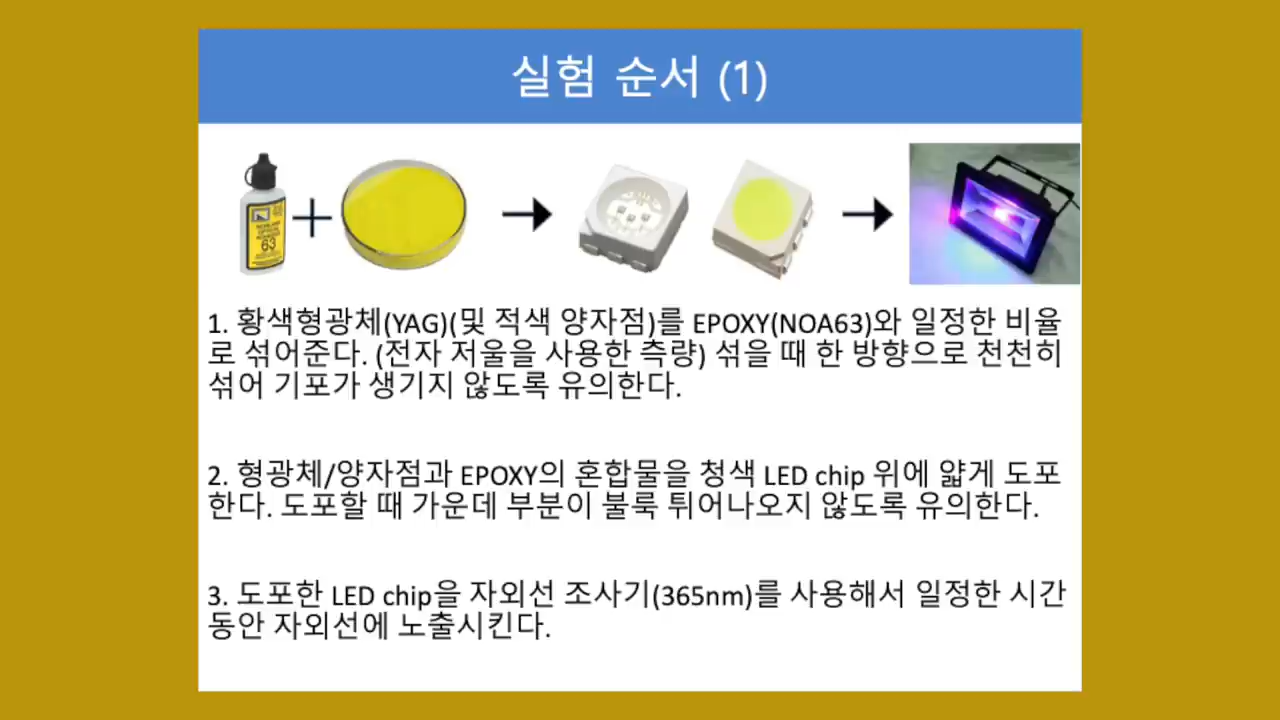 실험 순서 (1)
63
1. 황색형광체(YAG)(및 적색 양자점)를 EPOXY(NOA63)와 일정한 비율
로 섞어준다. (전자 저울을 사용한 측량) 섞을 때 한 방향으로 천천히
섞어 기포가 생기지 않도록 유의한다.
2. 형광체/양자점과 EPOXY의 혼합물을 청색 LED chip 위에 얇게 도포
한다. 도포할 때 가운데 부분이 불룩 튀어나오지 않도록 유의한다.
3. 도포한 LED chip을 자외선 조사기(365nm)를 사용해서 일정한 시간
동안 자외선에 노출시킨다.